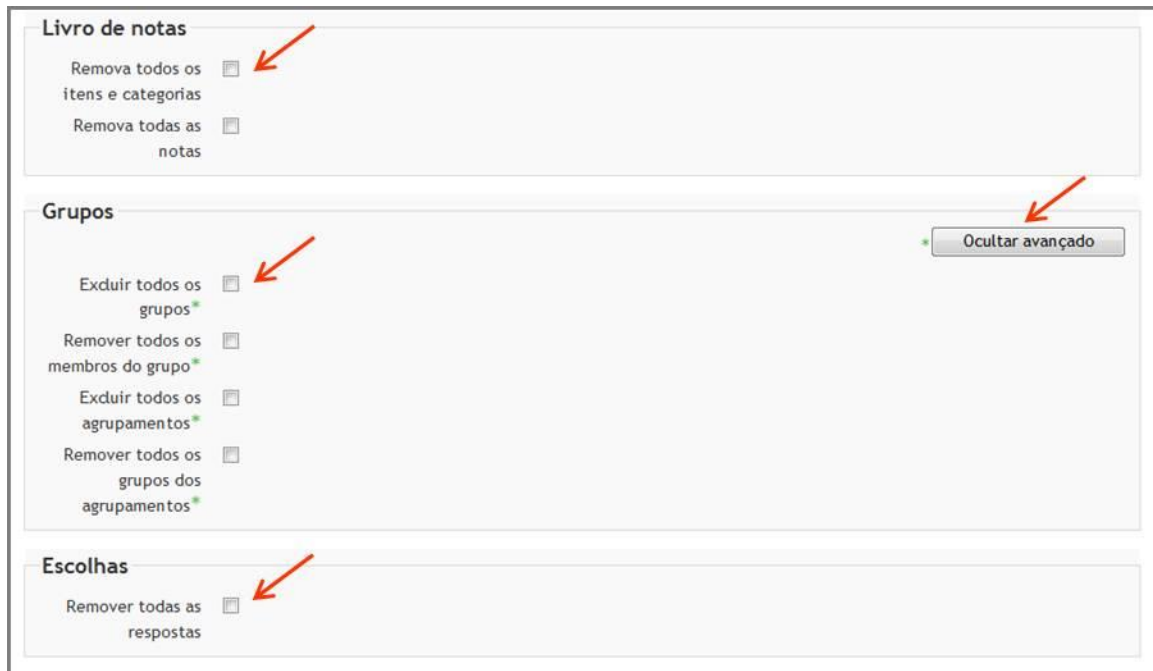 Livro de notas
Remova todos os
itens e categorias
Remova todas as
notas
Grupos
* Ocultar avançado
Excluir todos os
grupos*
Remover todos os
membros do grupo*
Excluir todos os
agrupamentos*
Remover todos os
grupos dos
agrupamentos*
Escolhas
Remover todas as
respostas